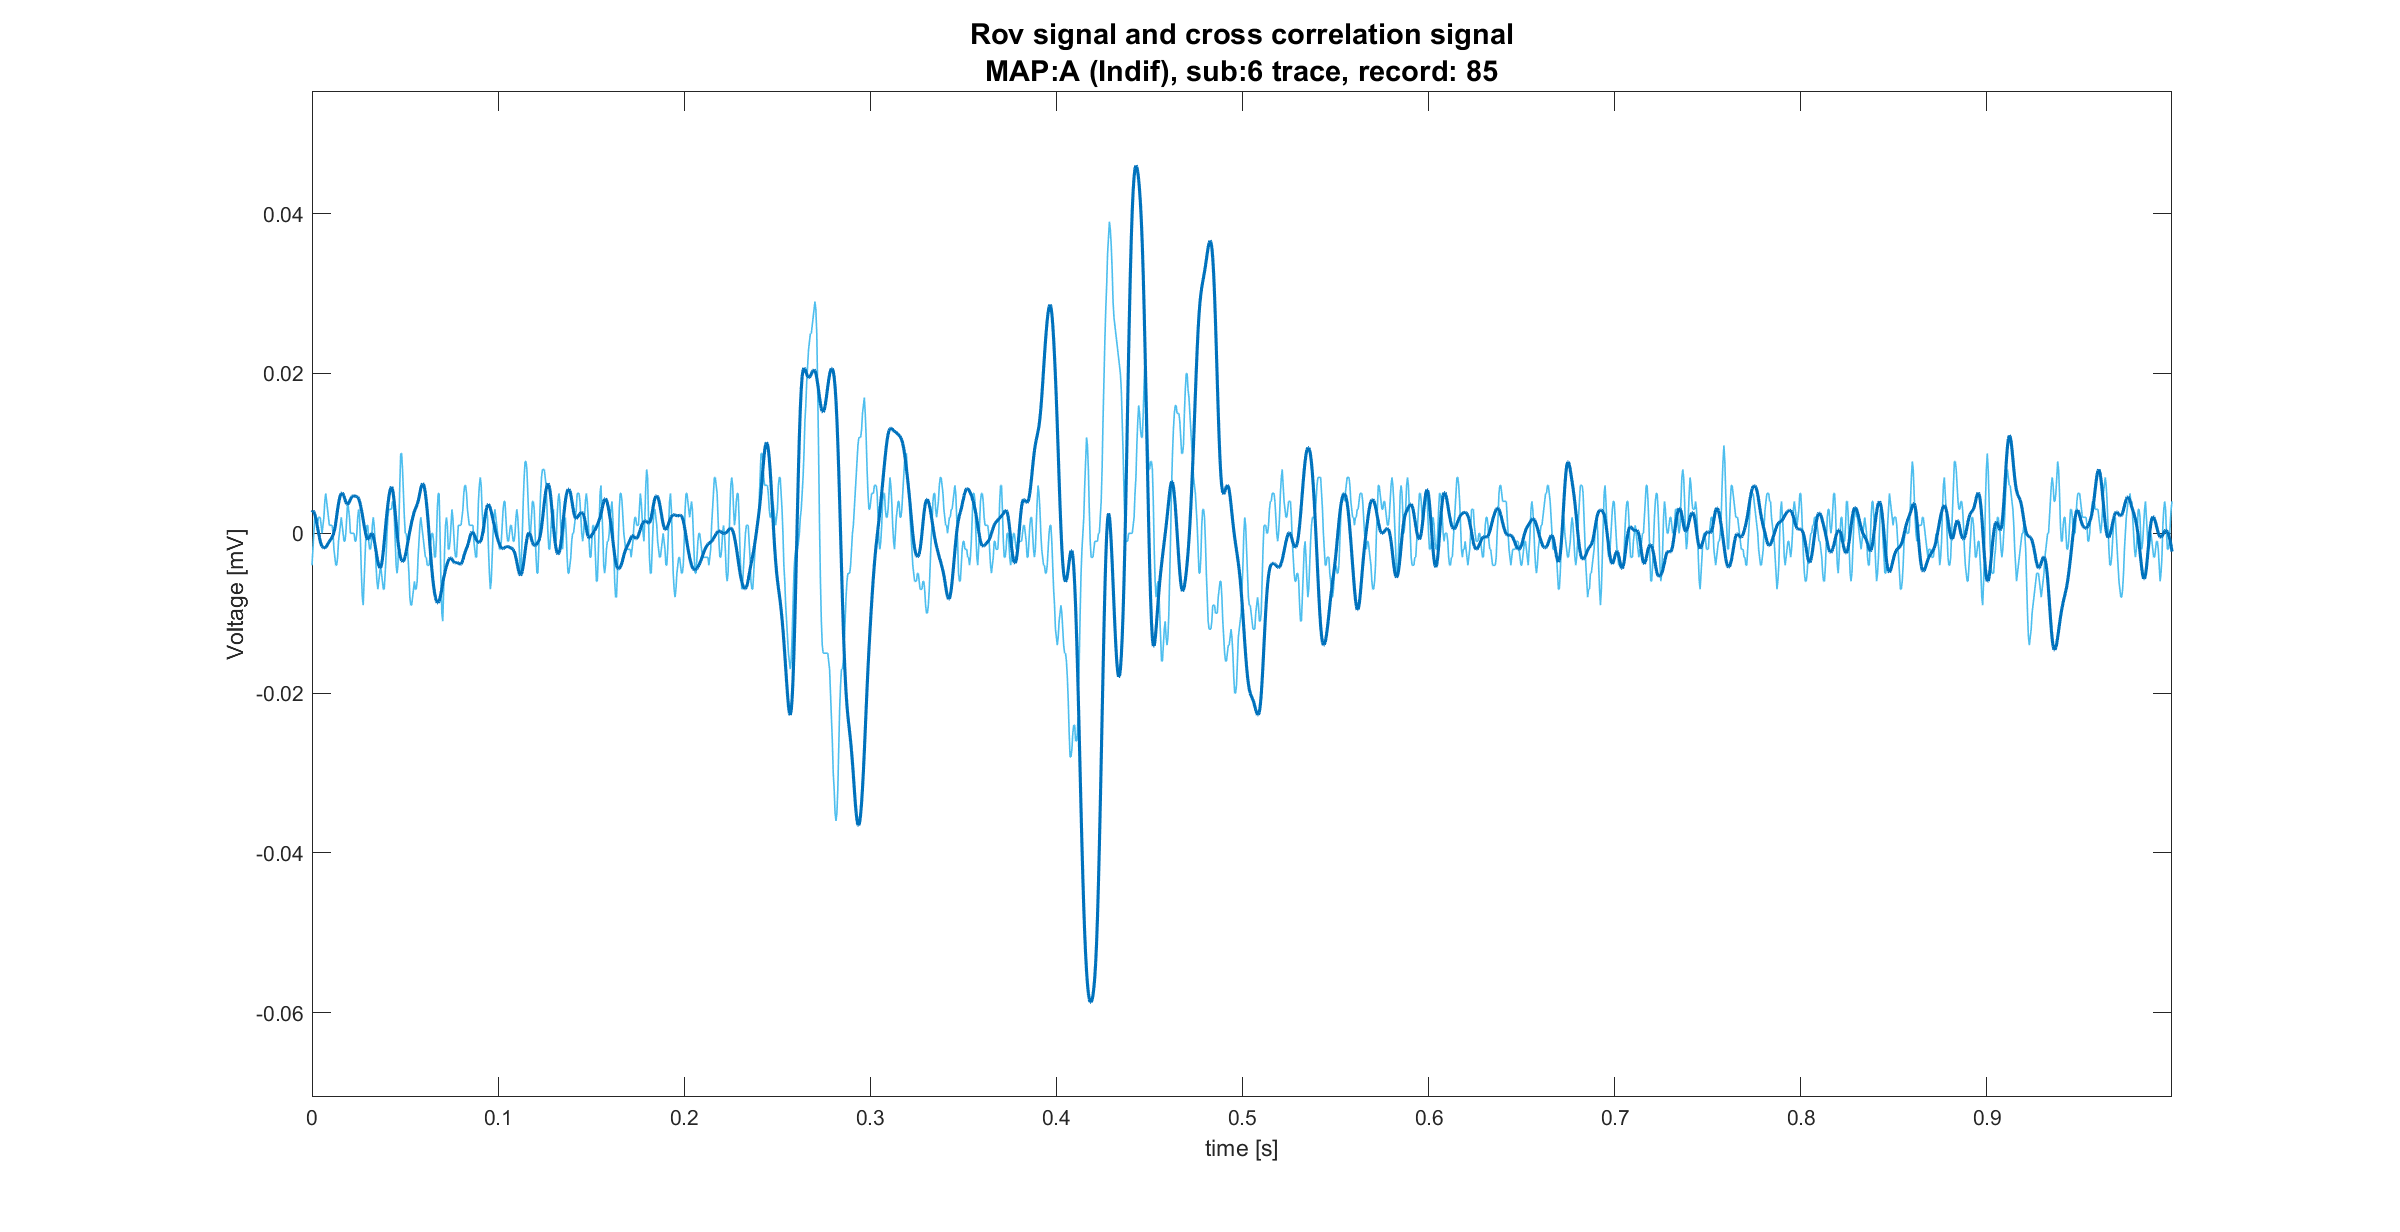 Rov signal and cross correlation signal
MAP:A (Indif), sub:6 trace, record: 85
Voltage [mV]
0.04
0.02
0
-0.02
-0.04
-0.06
0 0.1 0.2 0.3 0.4 0.5 0.6 0.7 0.8 0.9
time [s]